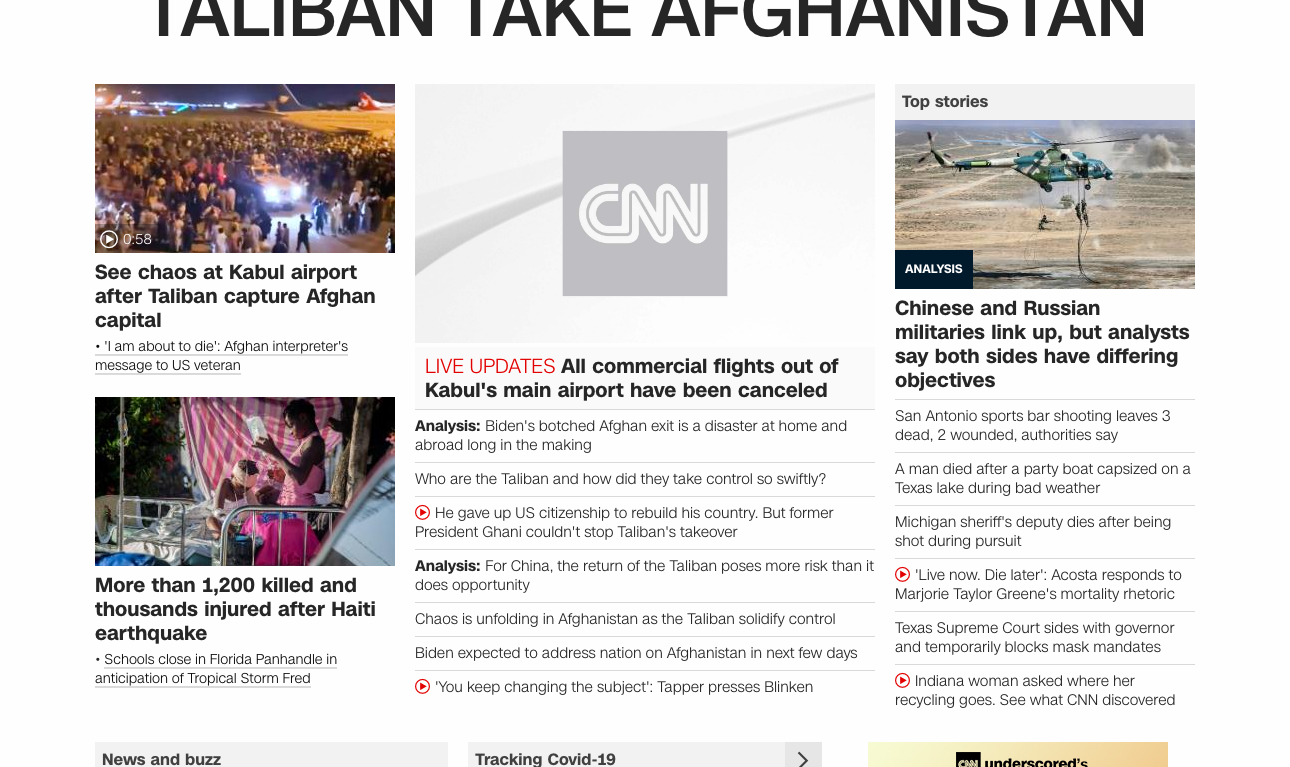 TALIBAN TAKE AFGHANISTAN
0:58
See chaos at Kabul airport
after Taliban capture Afghan
capital
• 'I am about to die': Afghan interpreter's
message to US veteran
More than 1,200 killed and
thousands injured after Haiti
earthquake
• Schools close in Florida Panhandle in
anticipation of Tropical Storm Fred
CNN
LIVE UPDATES All commercial flights out of
Kabul's main airport have been canceled
Analysis: Biden's botched Afghan exit is a disaster at home and
abroad long in the making
Who are the Taliban and how did they take control so swiftly?
He gave up US citizenship to rebuild his country. But former
President Ghani couldn't stop Taliban's takeover
Analysis: For China, the return of the Taliban poses more risk than it
does opportunity
Chaos is unfolding in Afghanistan as the Taliban solidify control
Biden expected to address nation on Afghanistan in next few days
'You keep changing the subject': Tapper presses Blinken
Top stories
ANALYSIS
Chinese and Russian
militaries link up, but analysts
say both sides have differing
objectives
San Antonio sports bar shooting leaves 3
dead, 2 wounded, authorities say
A man died after a party boat capsized on a
Texas lake during bad weather
Michigan sheriff's deputy dies after being
shot during pursuit
'Live now. Die later': Acosta responds to
Marjorie Taylor Greene's mortality rhetoric
Texas Supreme Court sides with governor
and temporarily blocks mask mandates
Indiana woman asked where her
recycling goes. See what CNN discovered
News and buzz
Tracking Covid-19
CNN underscored's